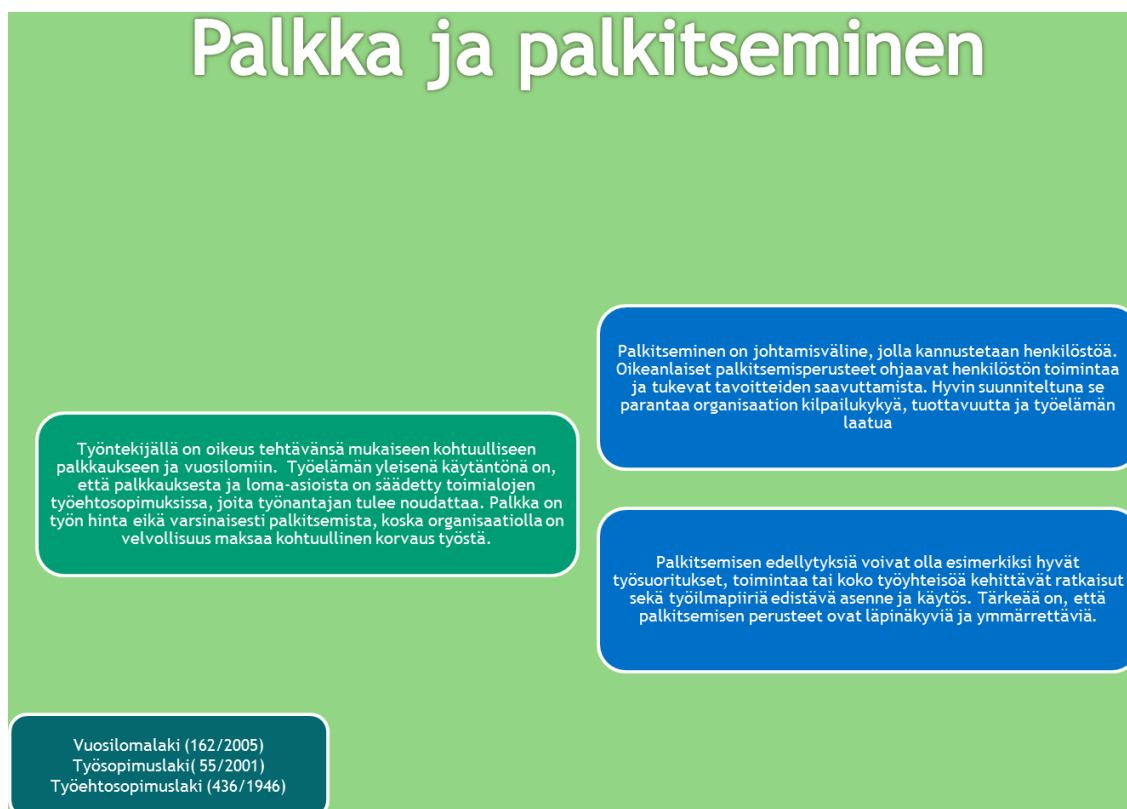 Palkka ja palkitseminen
Työntekijällä on oikeus tehtävänsä mukaiseen kohtuulliseen
palkkaukseen ja vuosilomiin.  Työelämän yleisenä käytäntönä on,
että palkkauksesta ja loma-asioista on säädetty toimialojen
työehtosopimuksissa, joita työnantajan tulee noudattaa. Palkka on
työn hinta eikä varsinaisesti palkitsemista, koska organisaatiolla on
velvollisuus maksaa kohtuullinen korvaus työstä.
Palkitseminen on johtamisväline, jolla kannustetaan henkilöstöä.
Oikeanlaiset palkitsemisperusteet ohjaavat henkilöstön toimintaa
ja tukevat tavoitteiden saavuttamista. Hyvin suunniteltuna se
parantaa organisaation kilpailukykyä, tuottavuutta ja työelämän
laatua
Palkitsemisen edellytyksiä voivat olla esimerkiksi hyvät
työsuoritukset, toimintaa tai koko työyhteisöä kehittävät ratkaisut
sekä työilmapiiriä edistävä asenne ja käytös. Tärkeää on, että
palkitsemisen perusteet ovat läpinäkyviä ja ymmärrettäviä.
Vuosilomalaki (162/2005)
Työsopimuslaki( 55/2001)
Työehtosopimuslaki (436/1946)